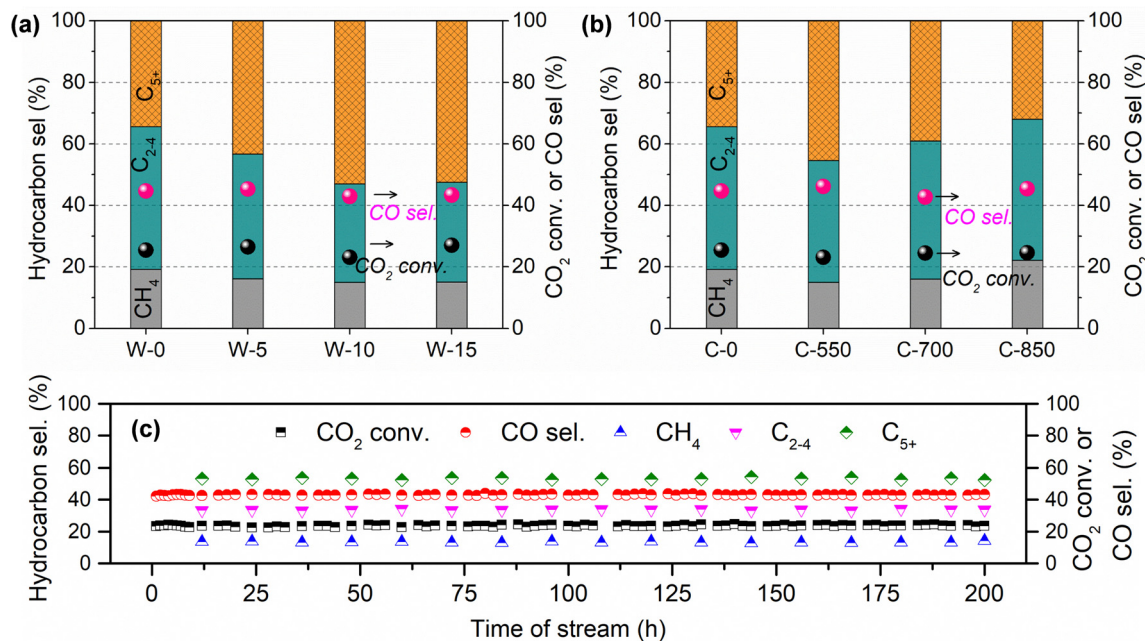 (a)
Hydrocarbon sel (%)
100
80
60
40
20
0
C5+
C2-4
CH4
CO sel.
CO2 conv.
W-0 W-5 W-10 W-15
100
80
60
40
20
0
CO2 conv. or CO sel (%)
(b)
Hydrocarbon sel (%)
100
80
60
40
20
0
C5+
C2-4
CH4
CO sel.
CO2 conv.
C-0 C-550 C-700 C-850
100
80
60
40
20
0
CO2 conv. or CO sel (%)
(c)
Hydrocarbon sel. (%)
100
80
60
40
20
0
CO2 conv. CO sel. CH4 C2-4 C5+
100
80
60
40
20
0
CO2 conv. or
CO sel. (%)
0 25 50 75 100 125 150 175 200
Time of stream (h)